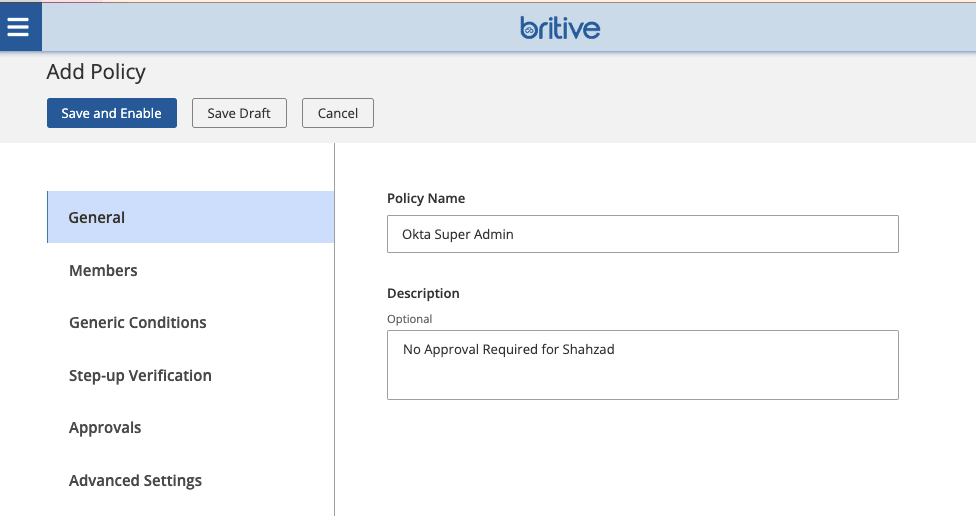 britive
Add Policy
Save and Enable
Save Draft
Cancel
General
Members
Generic Conditions
Step-up Verification
Approvals
Advanced Settings
Policy Name
Okta Super Admin
Description
Optional
No Approval Required for Shahzad